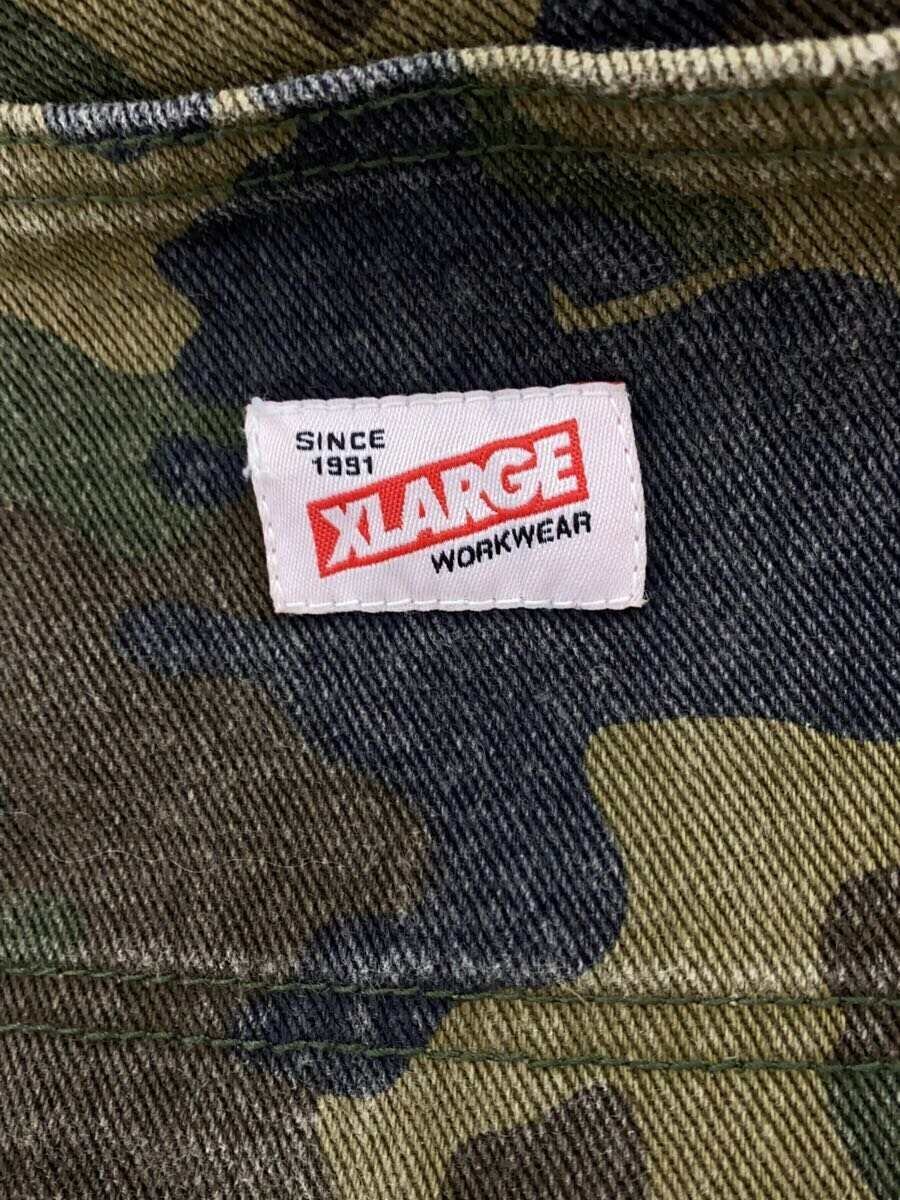 SINCE
1991
XLARGE
WORKWEAR